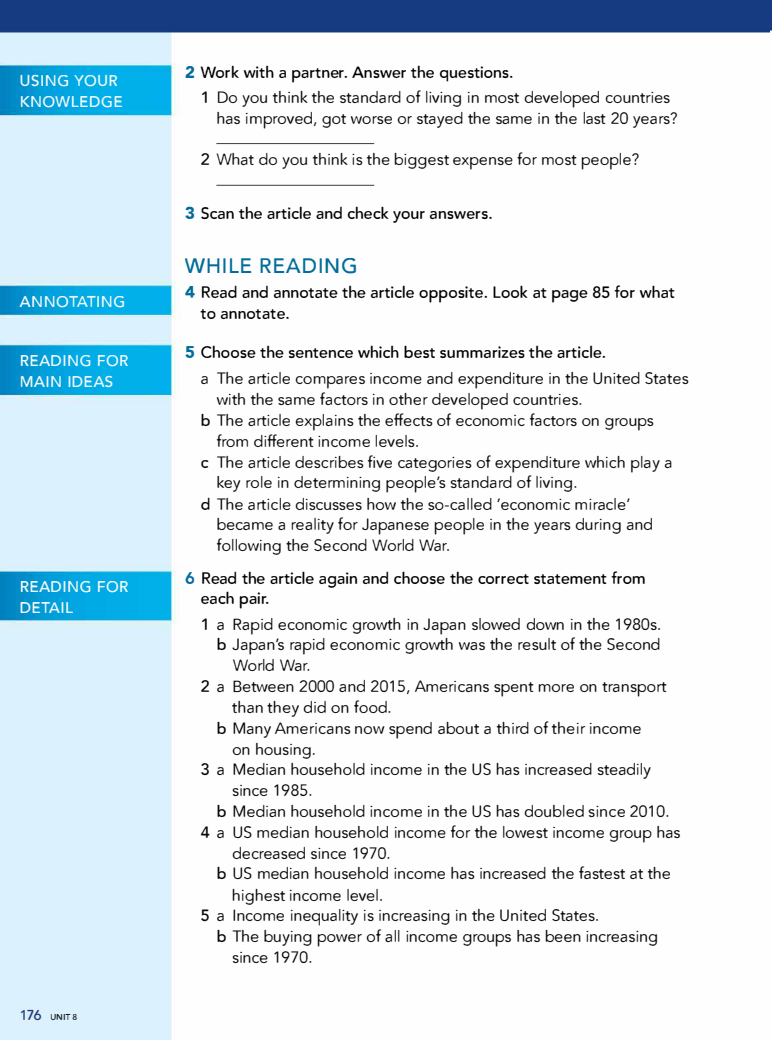 USING YOUR
KNOWLEDGE
2 Work with a partner. Answer the questions.
1 Do you think the standard of living in most developed countries
has improved, got worse or stayed the same in the last 20 years?
2 What do you think is the biggest expense for most people?
3 Scan the article and check your answers.
WHILE READING
ANNOTATING
4 Read and annotate the article opposite. Look at page 85 for what
to annotate.
READING FOR
MAIN IDEAS
5 Choose the sentence which best summarizes the article.
a The article compares income and expenditure in the United States
with the same factors in other developed countries.
b The article explains the effects of economic factors on groups
from different income levels.
c The article describes five categories of expenditure which play a
key role in determining people's standard of living.
d The article discusses how the so-called 'economic miracle'
became a reality for Japanese people in the years during and
following the Second World War.
READING FOR
DETAIL
6 Read the article again and choose the correct statement from
each pair.
1 a Rapid economic growth in Japan slowed down in the 1980s.
b Japan's rapid economic growth was the result of the Second
World War.
2 a Between 2000 and 2015, Americans spent more on transport
than they did on food.
b Many Americans now spend about a third of their income
on housing.
3 a Median household income in the US has increased steadily
since 1985.
b Median household income in the US has doubled since 2010.
4 a US median household income for the lowest income group has
decreased since 1970.
b US median household income has increased the fastest at the
highest income level.
5 a Income inequality is increasing in the United States.
b The buying power of all income groups has been increasing
since 1970.
176 UNIT 8